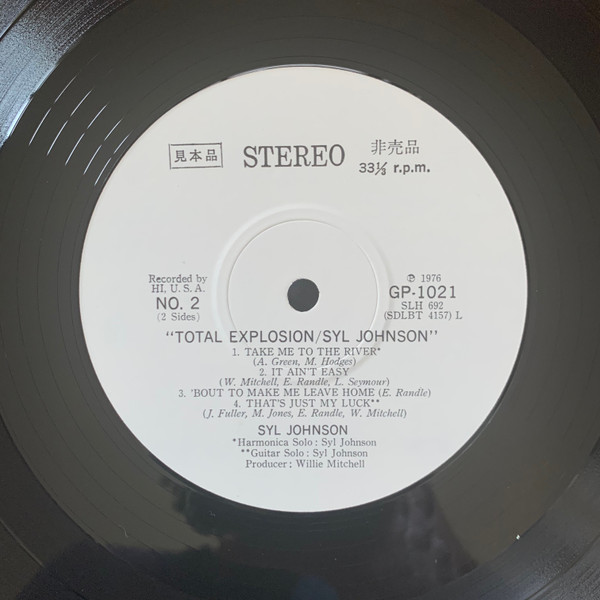 見本品 STEREO 非売品
33⅓ r.p.m.
Recorded by
HI, U.S.A.
NO. 2
(2 Sides)
℗ 1976
GP-1021
SLH 692
(SDLBT 4157) L
"TOTAL EXPLOSION/SYL JOHNSON"
1. TAKE ME TO THE RIVER*
(A. Green, M. Hodges)
2. IT AIN'T EASY
(W. Mitchell, E. Randle, L. Seymour)
3. 'BOUT TO MAKE ME LEAVE HOME (E. Randle)
4. THAT'S JUST MY LUCK**
(J. Fuller, M. Jones, E. Randle, W. Mitchell)
SYL JOHNSON
*Harmonica Solo : Syl Johnson
**Guitar Solo : Syl Johnson
Producer ; Willie Mitchell